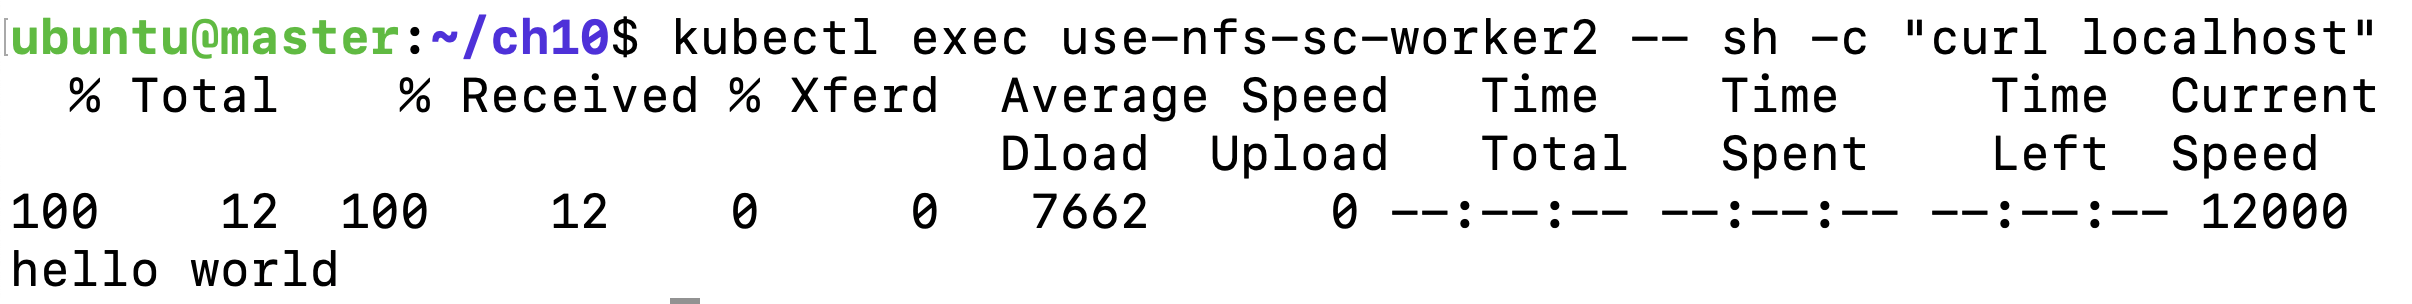 ubuntu@master:~/ch10$ kubectl exec use-nfs-sc-worker2 -- sh -c "curl localhost"
  % Total    % Received % Xferd  Average Speed   Time    Time     Time  Current
                                 Dload  Upload   Total   Spent    Left  Speed
100    12  100    12    0     0   7662      0 --:--:-- --:--:-- --:--:-- 12000
hello world